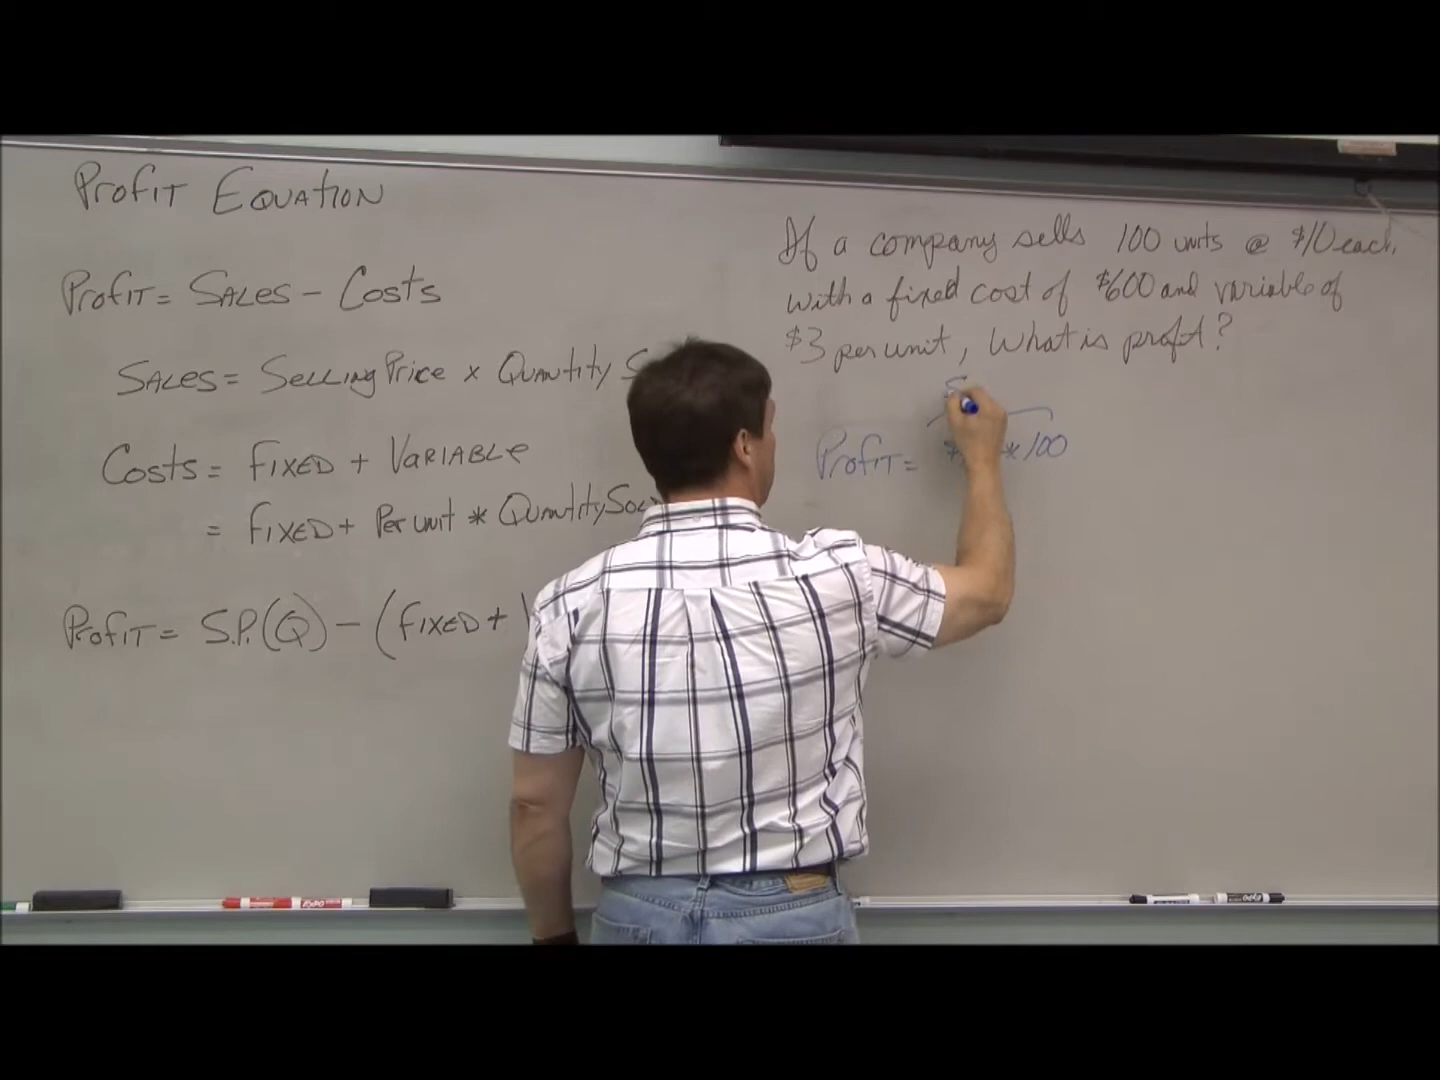 PROFIT EQUATION
PROFIT = SALES - COSTS
SALES = SELLING PRICE x QUANTITY
COSTS = FIXED + VARIABLE
= FIXED + PER UNIT * QUANTITY
PROFIT = S.P.(Q) - (FIXED +
If a company sells 100 units @ $10 each,
with a fixed cost of $600 and variable of
$3 per unit, What is profit?
S
PROFIT = $ * 100
EXPO